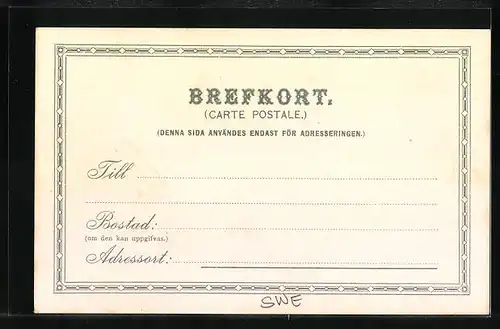 BREFKORT.
(CARTE POSTALE.)
(DENNA SIDA ANVÄNDES ENDAST FÖR ADRESSERINGEN.)
Till
Bostad:
(om den kan uppgifvas.)
Adressort:
SWE